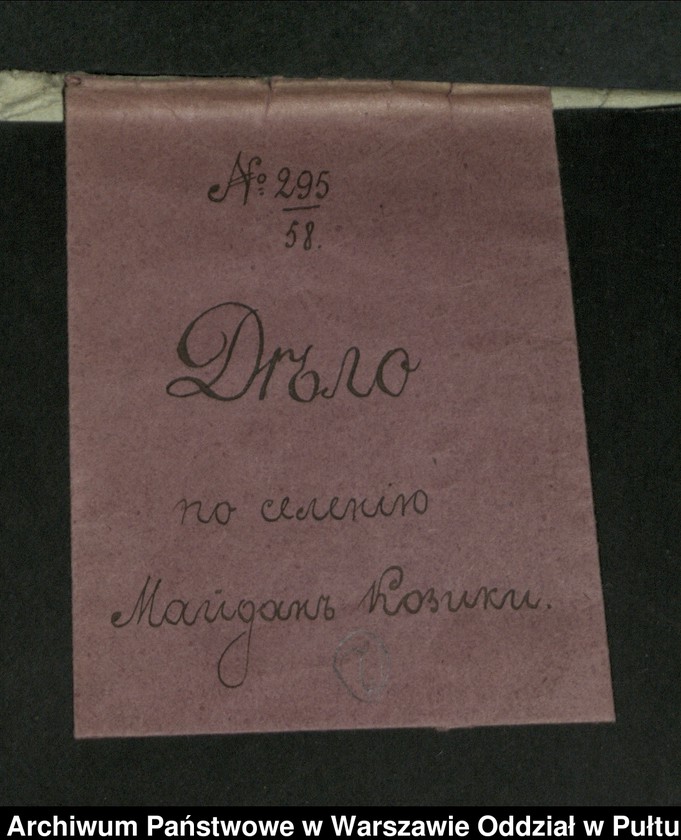 № 295
58.
Дѣло
по селенію
Майданъ Козики.
Archiwum Państwowe w Warszawie Oddział w Pułtu